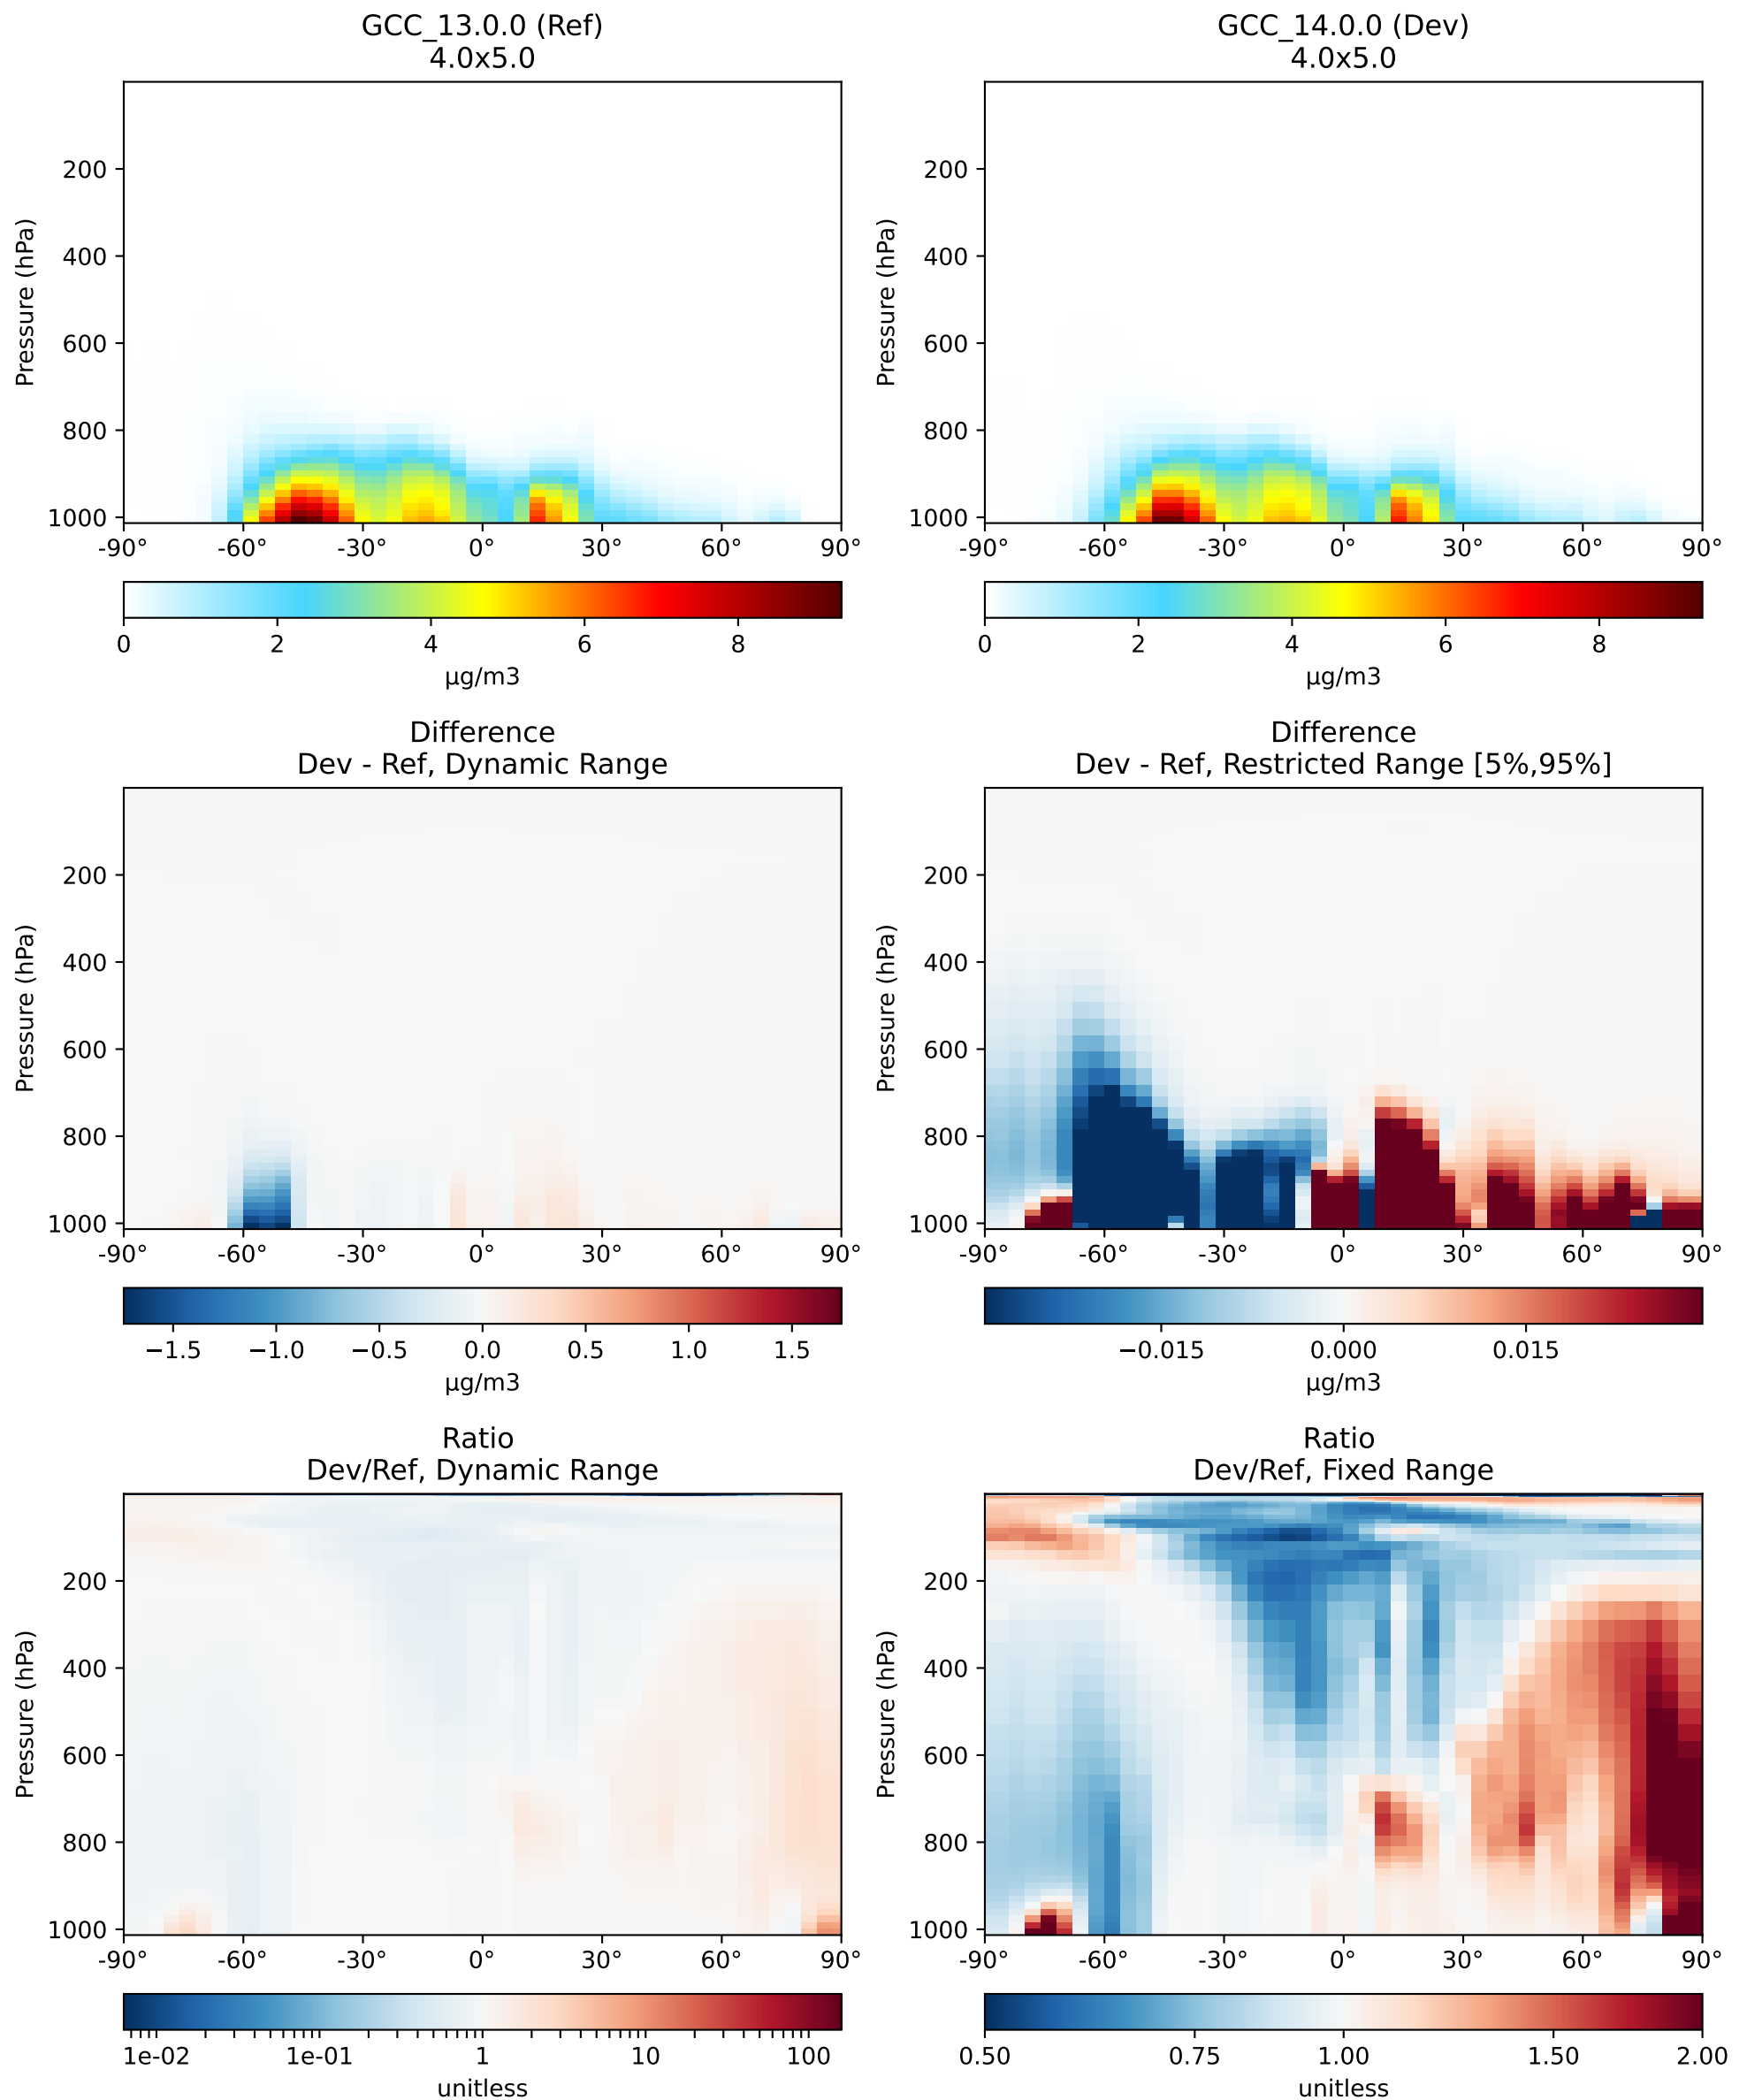 GCC_13.0.0 (Ref)
4.0x5.0
Pressure (hPa)
200
400
600
800
1000
-90° -60° -30° 0° 30° 60° 90°
0 2 4 6 8
µg/m3
GCC_14.0.0 (Dev)
4.0x5.0
Pressure (hPa)
200
400
600
800
1000
-90° -60° -30° 0° 30° 60° 90°
0 2 4 6 8
µg/m3
Difference
Dev - Ref, Dynamic Range
Pressure (hPa)
200
400
600
800
1000
-90° -60° -30° 0° 30° 60° 90°
−1.5 −1.0 −0.5 0.0 0.5 1.0 1.5
µg/m3
Difference
Dev - Ref, Restricted Range [5%,95%]
Pressure (hPa)
200
400
600
800
1000
-90° -60° -30° 0° 30° 60° 90°
−0.015 0.000 0.015
µg/m3
Ratio
Dev/Ref, Dynamic Range
Pressure (hPa)
200
400
600
800
1000
-90° -60° -30° 0° 30° 60° 90°
1e-02 1e-01 1 10 100
unitless
Ratio
Dev/Ref, Fixed Range
Pressure (hPa)
200
400
600
800
1000
-90° -60° -30° 0° 30° 60° 90°
0.50 0.75 1.00 1.50 2.00
unitless